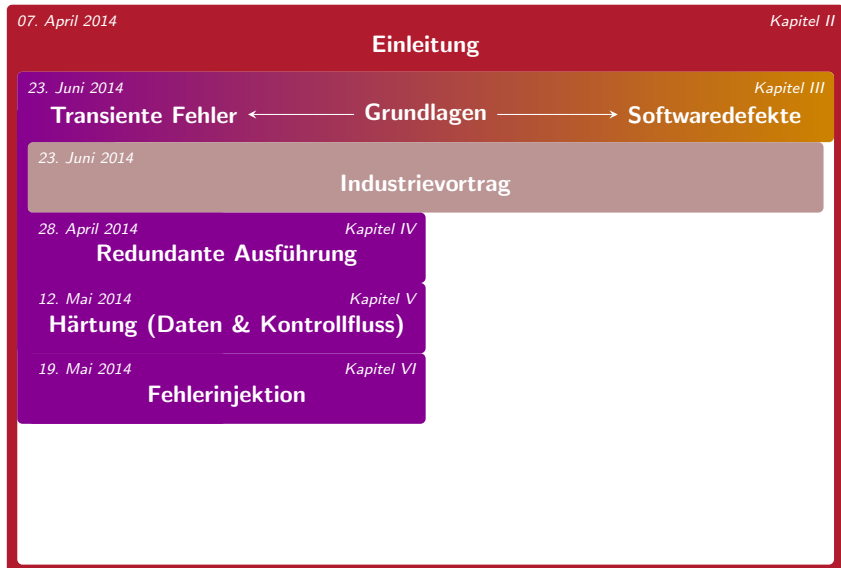 07. April 2014 Kapitel II
Einleitung
23. Juni 2014 Kapitel III
Transiente Fehler Grundlagen Softwaredefekte
23. Juni 2014
Industrievortrag
28. April 2014 Kapitel IV
Redundante Ausführung
12. Mai 2014 Kapitel V
Härtung (Daten & Kontrollfluss)
19. Mai 2014 Kapitel VI
Fehlerinjektion